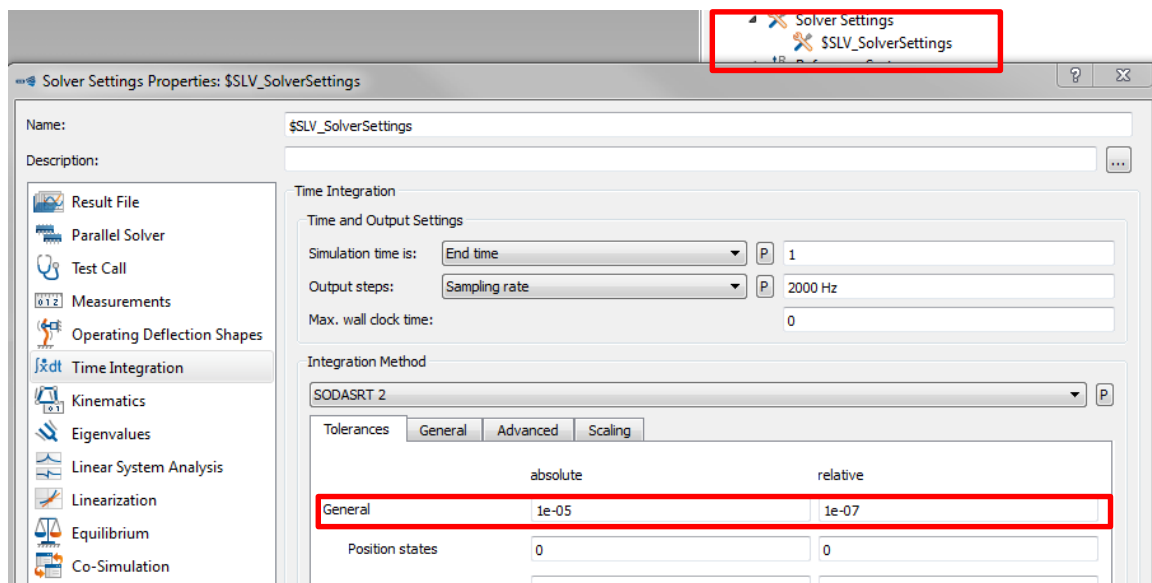 Solver Settings
$SLV_SolverSettings
Solver Settings Properties: $SLV_SolverSettings
Name:
$SLV_SolverSettings
Description:
...
Result File
Parallel Solver
Test Call
Measurements
Operating Deflection Shapes
Time Integration
Kinematics
Eigenvalues
Linear System Analysis
Linearization
Equilibrium
Co-Simulation
Time Integration
Time and Output Settings
Simulation time is: End time P 1
Output steps: Sampling rate P 2000 Hz
Max. wall clock time: 0
Integration Method
SODASRT 2 P
Tolerances General Advanced Scaling
absolute relative
General 1e-05 1e-07
Position states 0 0